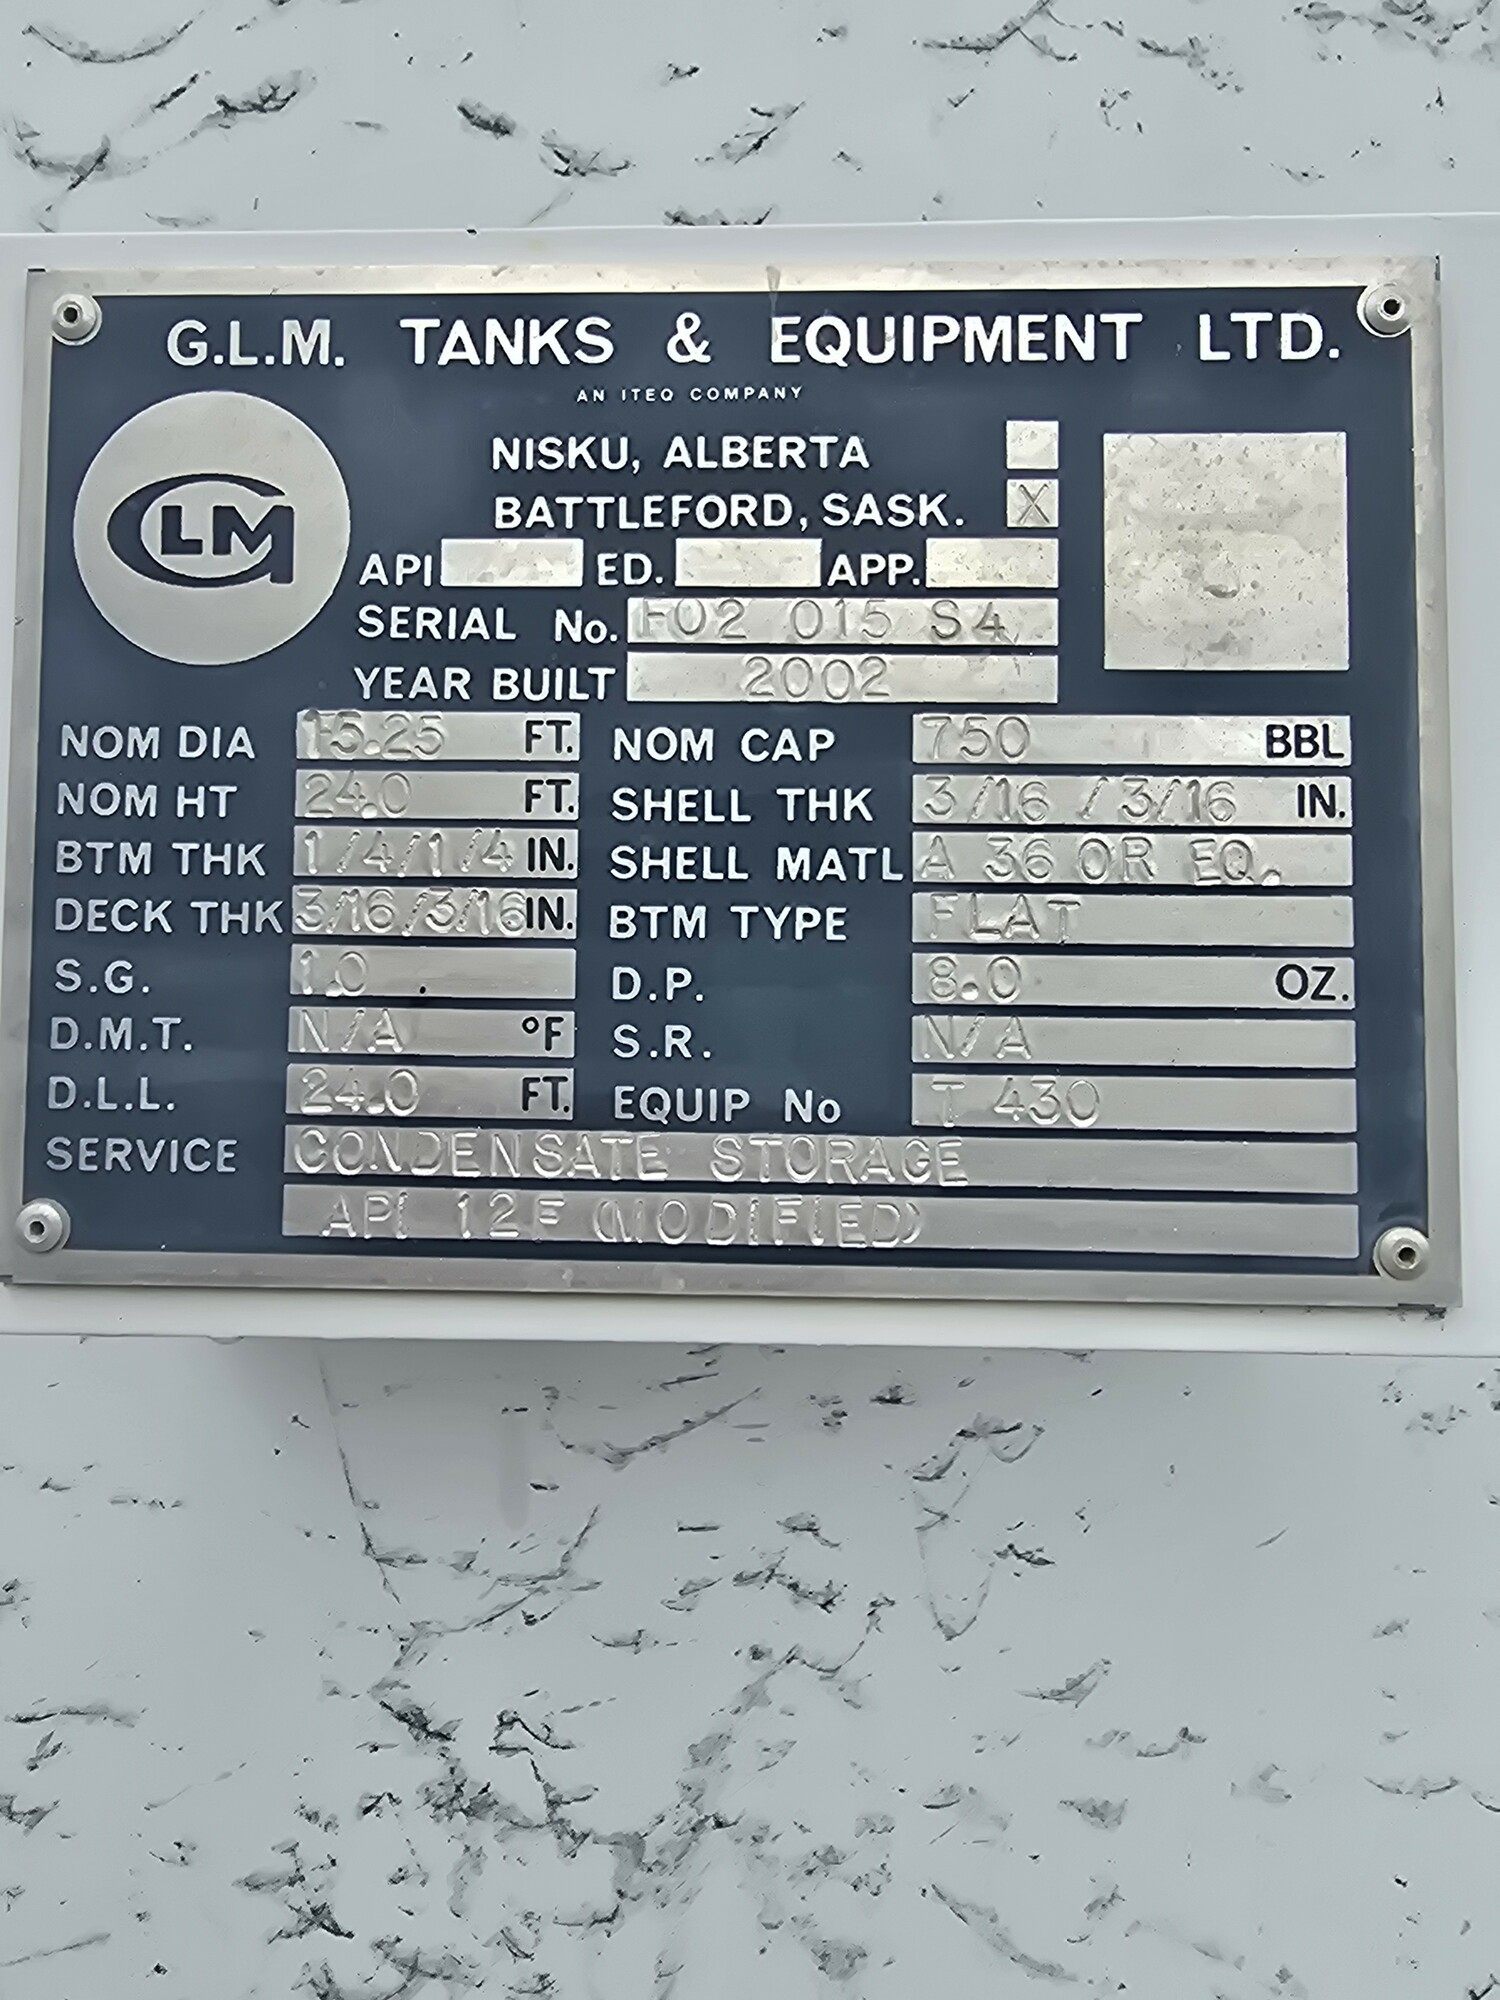 G.L.M. TANKS & EQUIPMENT LTD.
AN ITEQ COMPANY
GLM
NISKU, ALBERTA
BATTLEFORD, SASK. X
API ED. APP.
SERIAL No. F02 015 S4
YEAR BUILT 2002
NOM DIA 15.25 FT. NOM CAP 750 BBL
NOM HT 24.0 FT. SHELL THK 3/16 / 3/16 IN.
BTM THK 1/4/1/4 IN. SHELL MATL A 36 OR EQ.
DECK THK 3/16/3/16 IN. BTM TYPE FLAT
S.G. 1.0 D.P. 8.0 OZ.
D.M.T. N/A °F S.R. N/A
D.L.L. 24.0 FT. EQUIP No T 430
SERVICE CONDENSATE STORAGE
API 12F (MODIFIED)